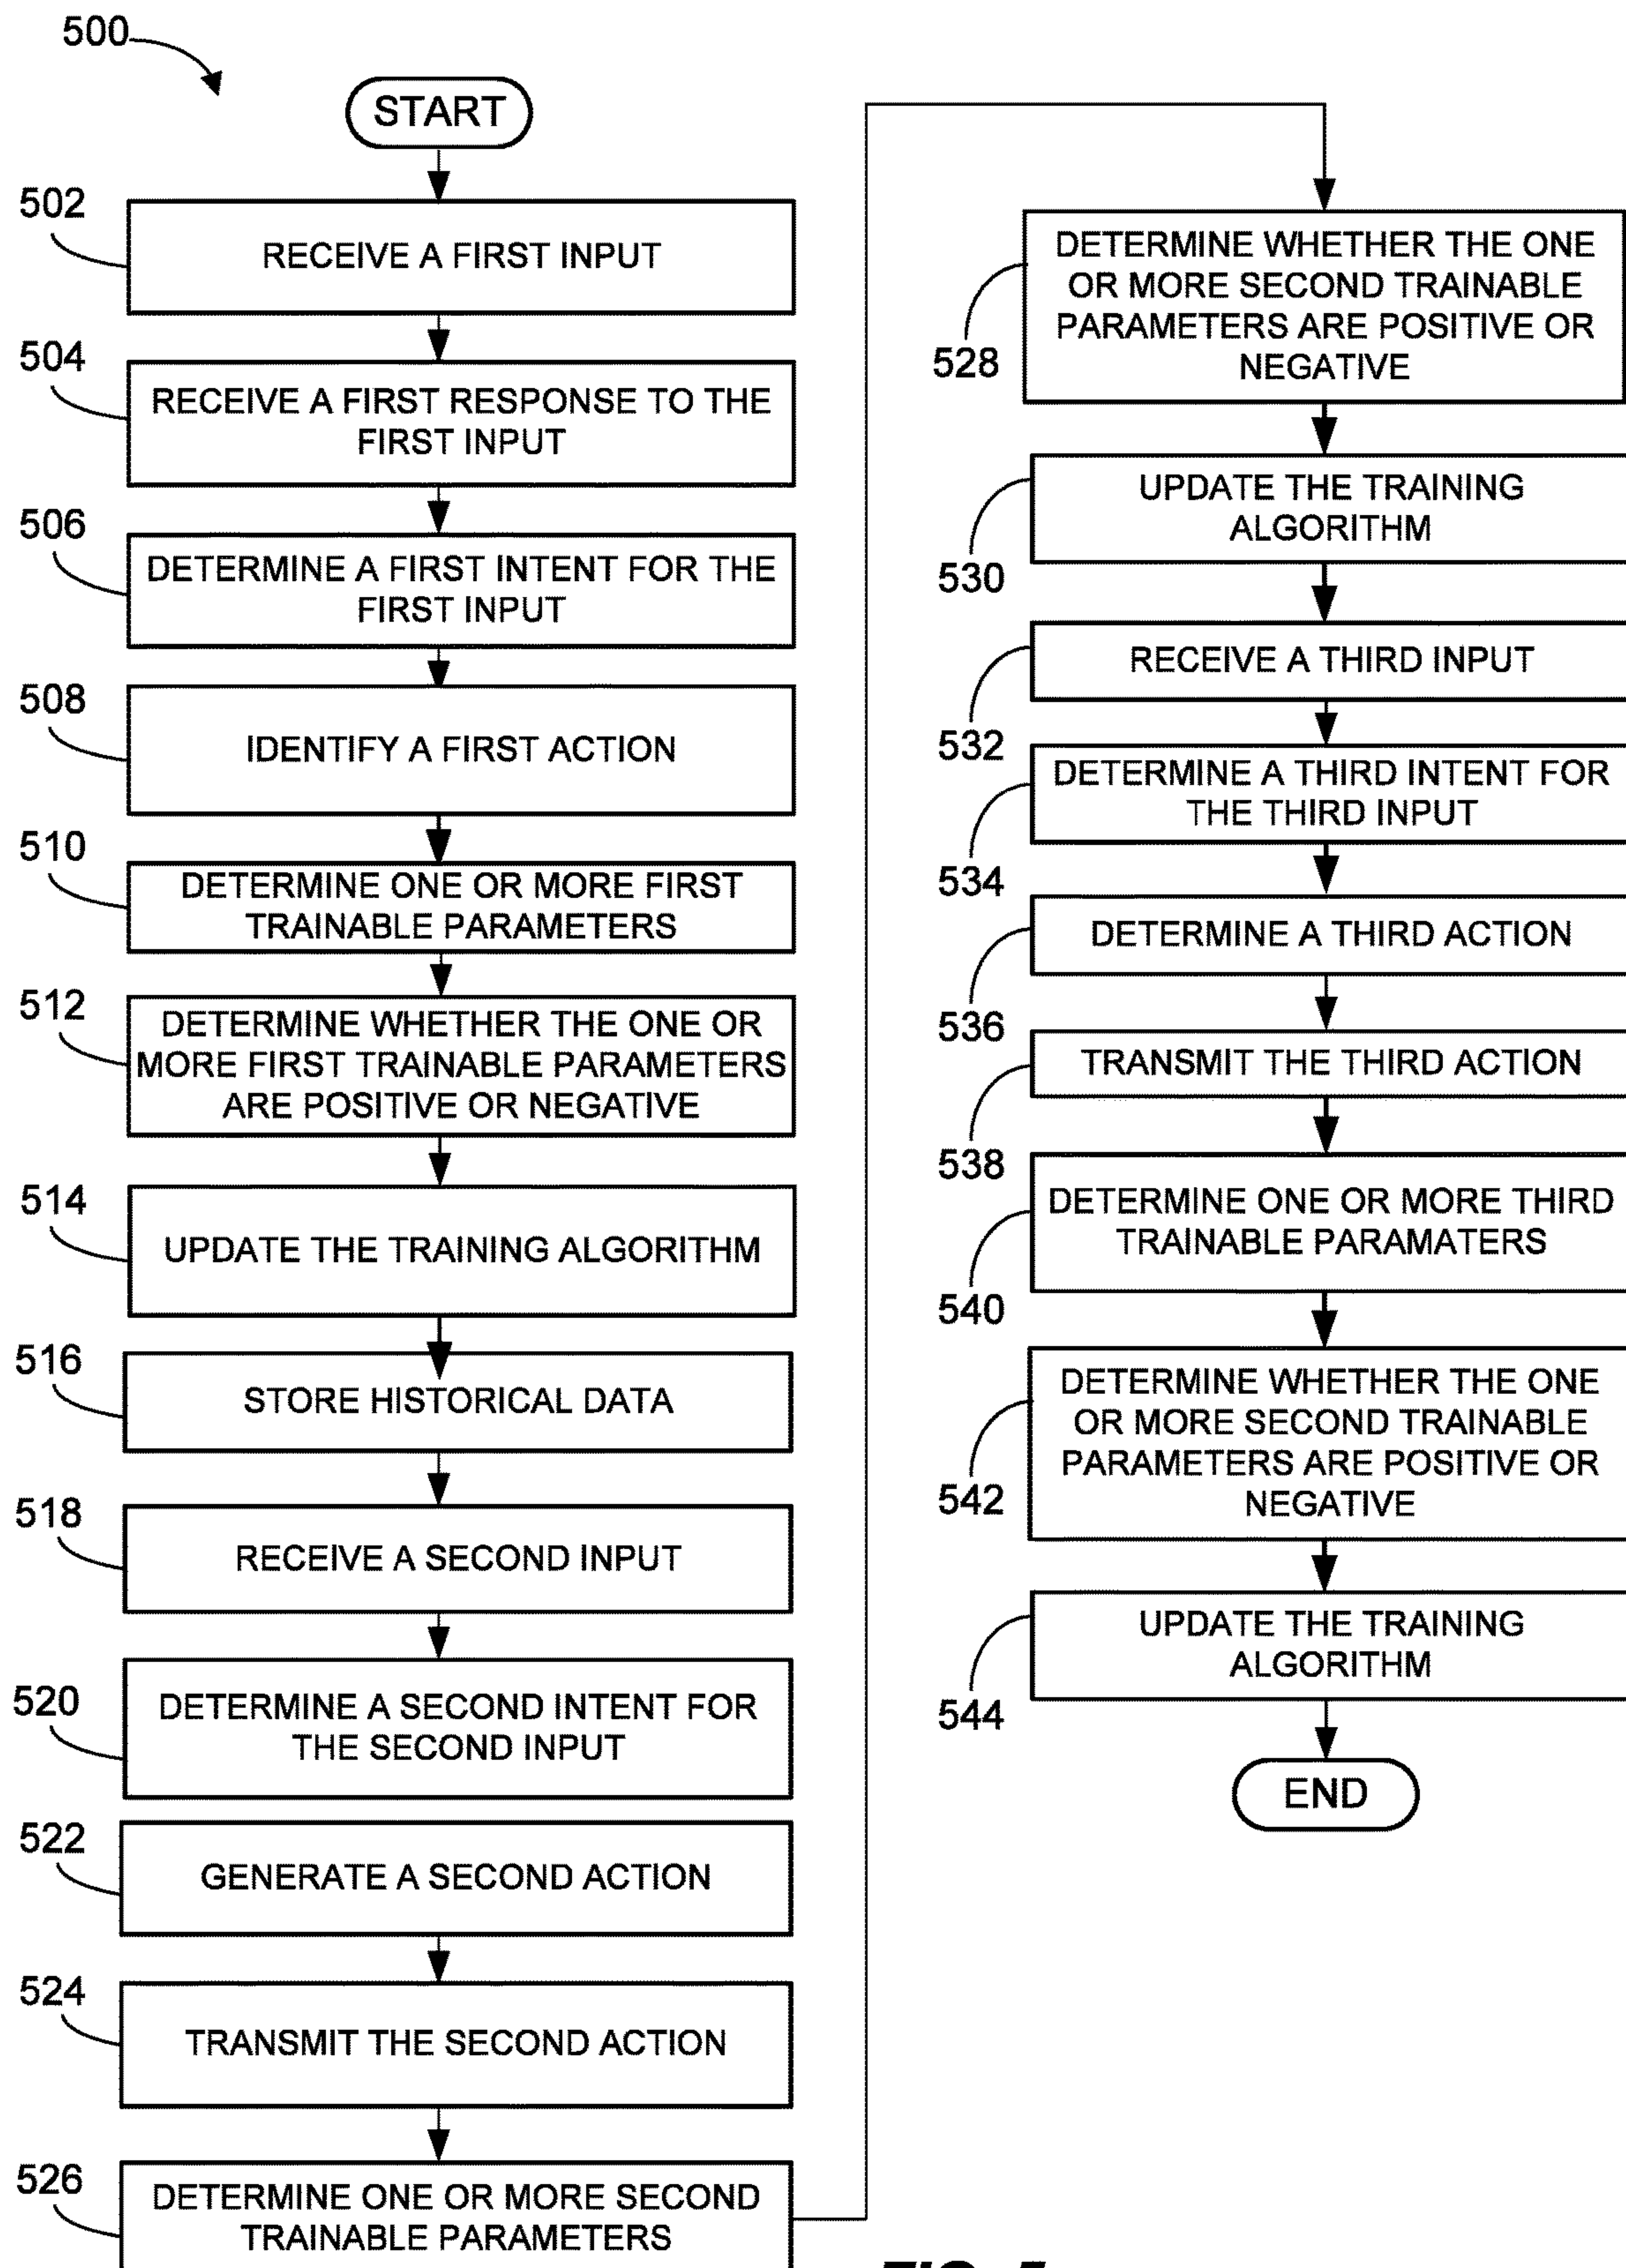 500
START
502
RECEIVE A FIRST INPUT
504
RECEIVE A FIRST RESPONSE TO THE
FIRST INPUT
506
DETERMINE A FIRST INTENT FOR THE
FIRST INPUT
508
IDENTIFY A FIRST ACTION
510
DETERMINE ONE OR MORE FIRST
TRAINABLE PARAMETERS
512
DETERMINE WHETHER THE ONE OR
MORE FIRST TRAINABLE PARAMETERS
ARE POSITIVE OR NEGATIVE
514
UPDATE THE TRAINING ALGORITHM
516
STORE HISTORICAL DATA
518
RECEIVE A SECOND INPUT
520
DETERMINE A SECOND INTENT FOR
THE SECOND INPUT
522
GENERATE A SECOND ACTION
524
TRANSMIT THE SECOND ACTION
526
DETERMINE ONE OR MORE SECOND
TRAINABLE PARAMETERS
DETERMINE WHETHER THE ONE
OR MORE SECOND TRAINABLE
PARAMETERS ARE POSITIVE OR
NEGATIVE
528
UPDATE THE TRAINING
ALGORITHM
530
RECEIVE A THIRD INPUT
532
DETERMINE A THIRD INTENT FOR
THE THIRD INPUT
534
DETERMINE A THIRD ACTION
536
TRANSMIT THE THIRD ACTION
538
DETERMINE ONE OR MORE THIRD
TRAINABLE PARAMATERS
540
DETERMINE WHETHER THE ONE
OR MORE SECOND TRAINABLE
PARAMETERS ARE POSITIVE OR
NEGATIVE
542
UPDATE THE TRAINING
ALGORITHM
544
END